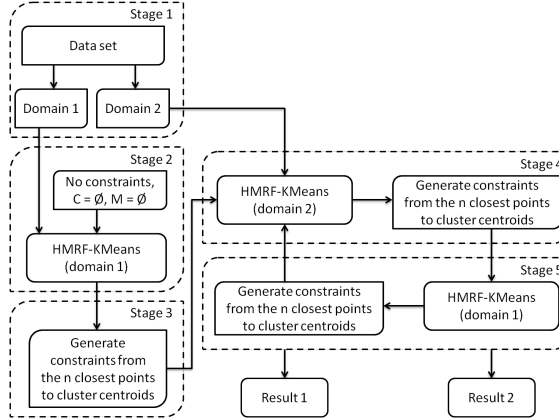 Stage 1
Data set
Domain 1
Domain 2
Stage 2
No constraints,
C = Ø, M = Ø
HMRF-KMeans
(domain 1)
Stage 3
Generate
constraints from
the n closest points
to cluster centroids
Stage 4
HMRF-KMeans
(domain 2)
Generate constraints
from the n closest points
to cluster centroids
Stage 5
Generate constraints
from the n closest points
to cluster centroids
HMRF-KMeans
(domain 1)
Result 1
Result 2